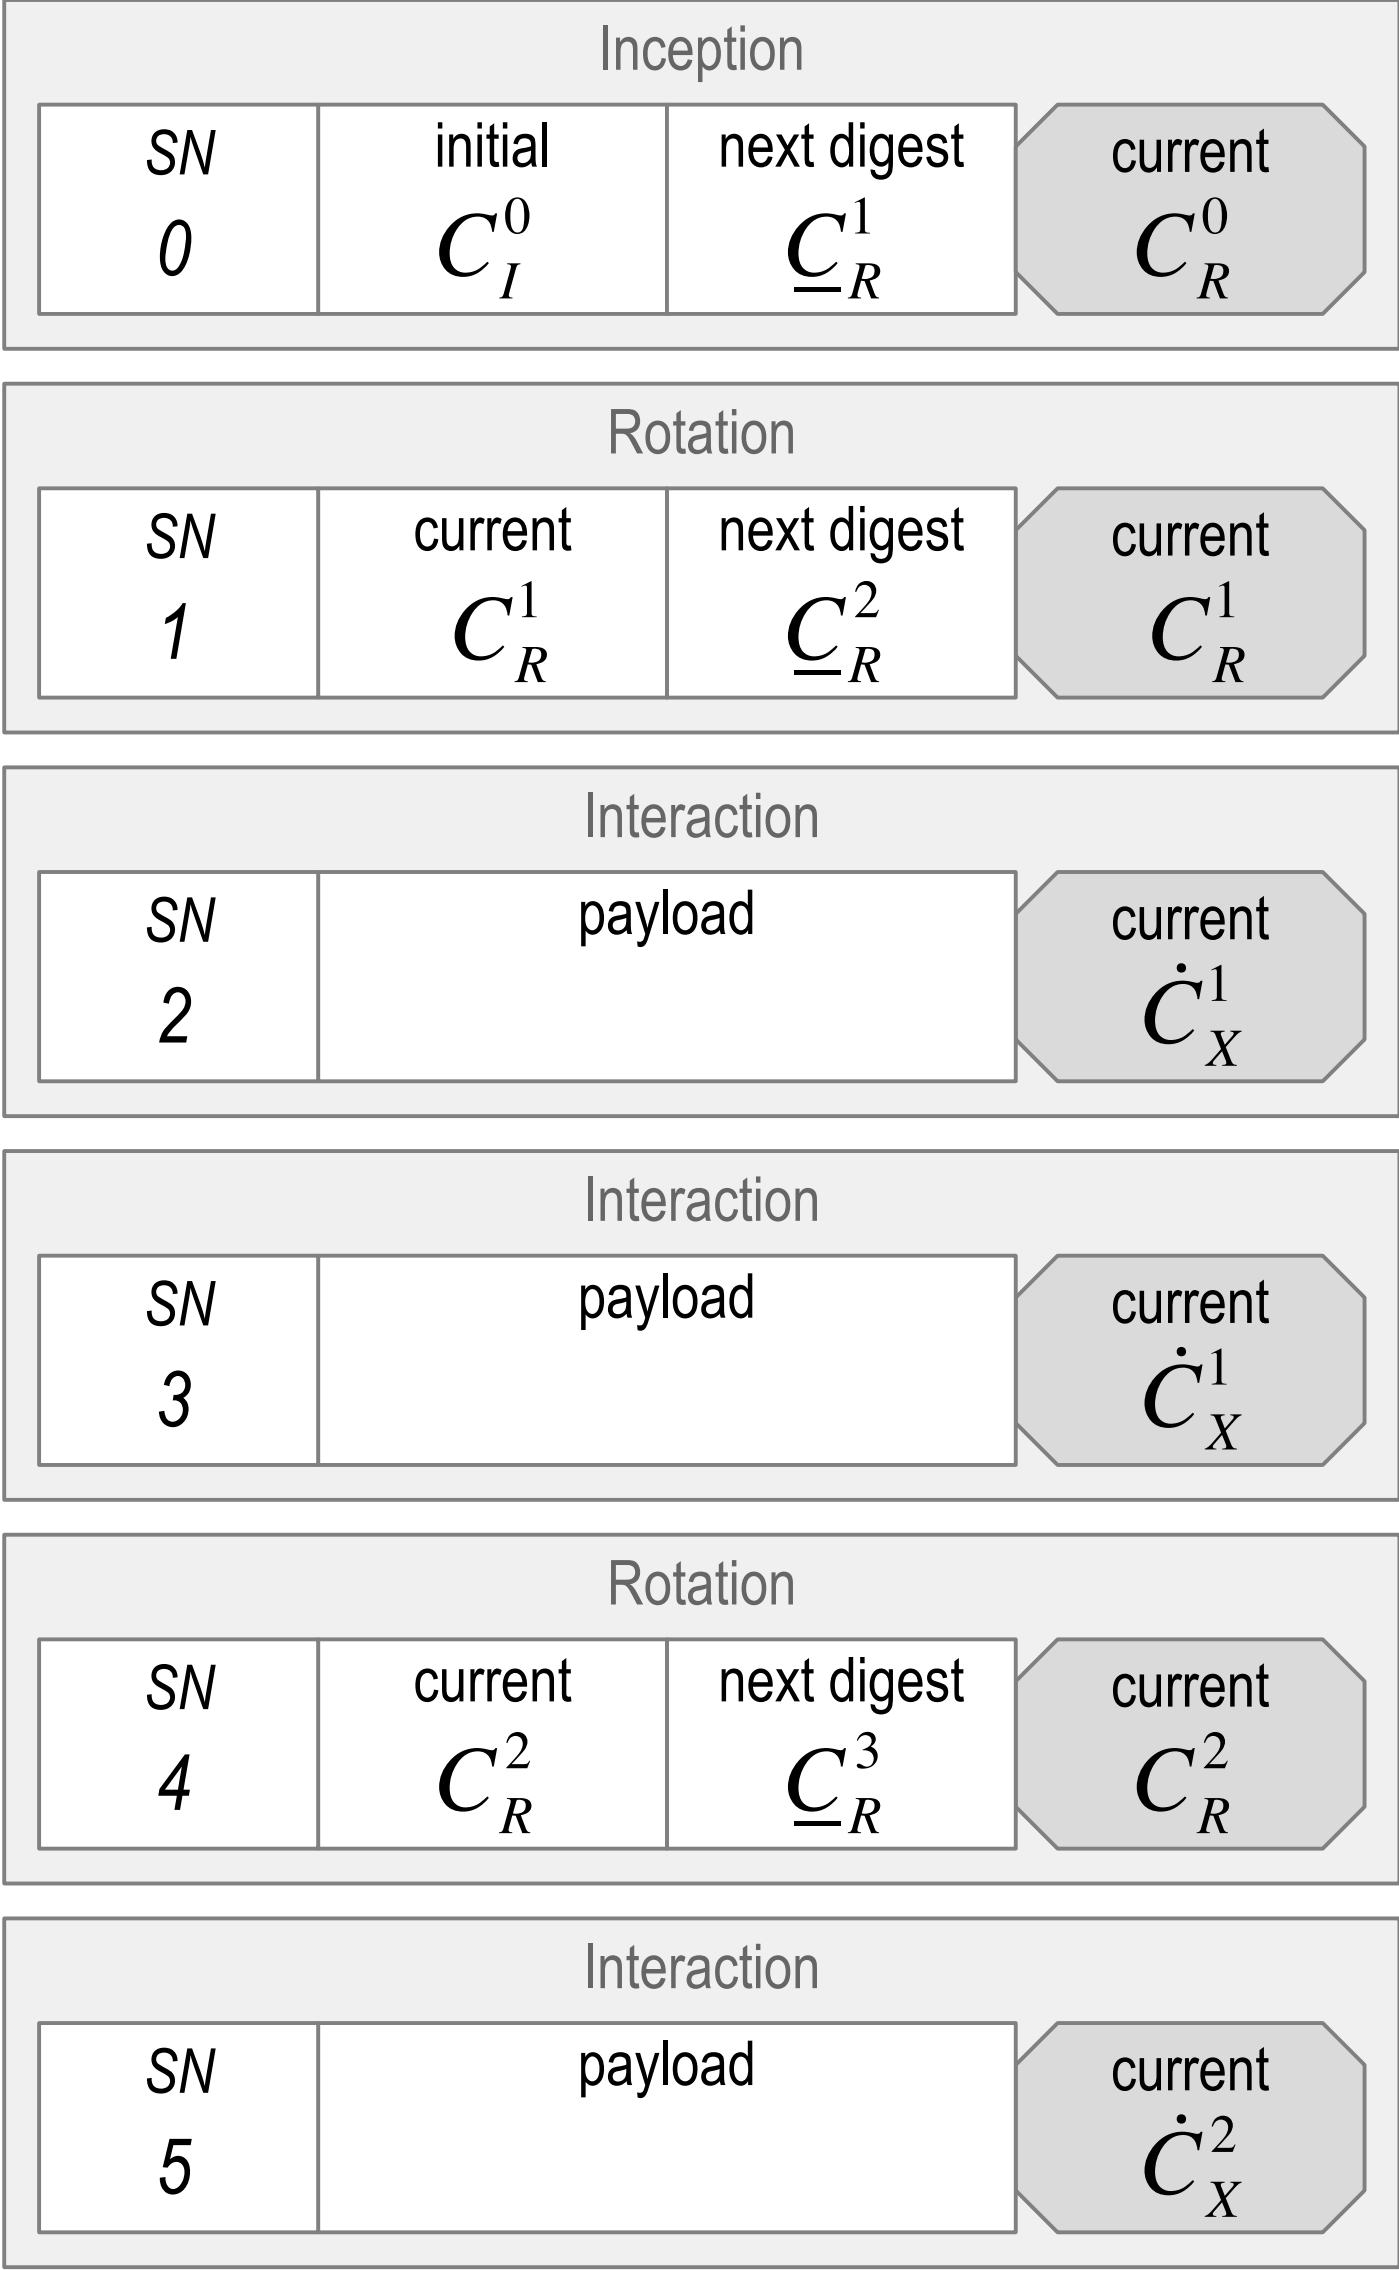 Inception
SN initial next digest current
0 C_I^0 C̲_R^1 C_R^0
Rotation
SN current next digest current
1 C_R^1 C̲_R^2 C_R^1
Interaction
SN payload current
2 Ċ_X^1
Interaction
SN payload current
3 Ċ_X^1
Rotation
SN current next digest current
4 C_R^2 C̲_R^3 C_R^2
Interaction
SN payload current
5 Ċ_X^2